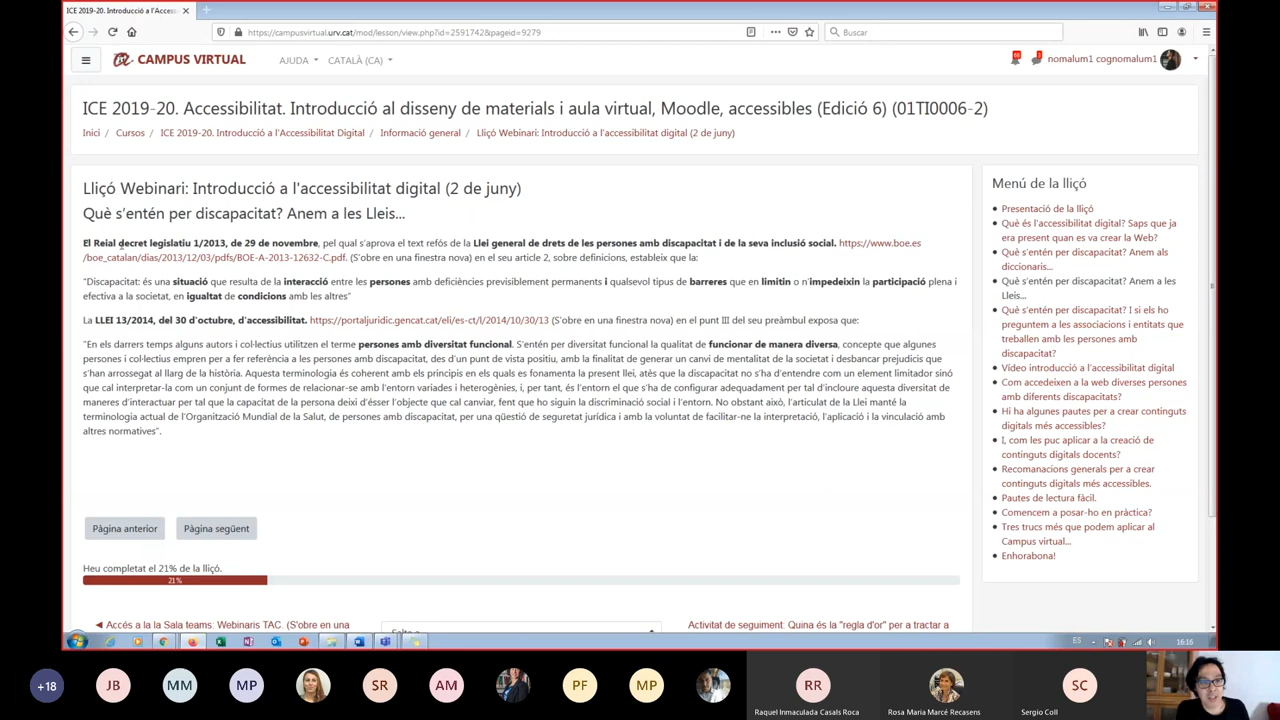 ICE 2019-20. Introducció a l'Acces
https://campusvirtual.urv.cat/mod/lesson/view.php?id=2591742&pageid=9279
Buscar
CAMPUS VIRTUAL
AJUDA
CATALÀ (CA)
nomalum1 cognomalum1
ICE 2019-20. Accessibilitat. Introducció al disseny de materials i aula virtual, Moodle, accessibles (Edició 6) (01TI0006-2)
Inici / Cursos / ICE 2019-20. Introducció a l'Accessibilitat Digital / Informació general / Lliçó Webinari: Introducció a l'accessibilitat digital (2 de juny)
Lliçó Webinari: Introducció a l'accessibilitat digital (2 de juny)
Què s'entén per discapacitat? Anem a les Lleis...
El Reial decret legislatiu 1/2013, de 29 de novembre, pel qual s'aprova el text refós de la Llei general de drets de les persones amb discapacitat i de la seva inclusió social. https://www.boe.es
/boe_catalan/dias/2013/12/03/pdfs/BOE-A-2013-12632-C.pdf. (S'obre en una finestra nova) en el seu article 2, sobre definicions, estableix que la:
"Discapacitat: és una situació que resulta de la interacció entre les persones amb deficiències previsiblement permanents i qualsevol tipus de barreres que en limitin o n'impedeixin la participació plena i
efectiva a la societat, en igualtat de condicions amb les altres"
La LLEI 13/2014, del 30 d'octubre, d'accessibilitat. https://portaljuridic.gencat.cat/eli/es-ct/l/2014/10/30/13 (S'obre en una finestra nova) en el punt III del seu preàmbul exposa que:
"En els darrers temps alguns autors i col·lectius utilitzen el terme persones amb diversitat funcional. S'entén per diversitat funcional la qualitat de funcionar de manera diversa, concepte que algunes
persones i col·lectius empren per a fer referència a les persones amb discapacitat, des d'un punt de vista positiu, amb la finalitat de generar un canvi de mentalitat de la societat i desbancar prejudicis que
s'han arrossegat al llarg de la història. Aquesta terminologia és coherent amb els principis en els quals es fonamenta la present llei, atès que la discapacitat no s'ha d'entendre com un element limitador sinó
que cal interpretar-la com un conjunt de formes de relacionar-se amb l'entorn variades i heterogènies, i, per tant, és l'entorn el que s'ha de configurar adequadament per tal d'incloure aquesta diversitat de
maneres d'interactuar per tal que la capacitat de la persona deixi d'ésser l'objecte que cal canviar, fent que ho siguin la discriminació social i l'entorn. No obstant això, l'articulat de la Llei manté la
terminologia actual de l'Organització Mundial de la Salut, de persones amb discapacitat, per una qüestió de seguretat jurídica i amb la voluntat de facilitar-ne la interpretació, l'aplicació i la vinculació amb
altres normatives".
Pàgina anterior
Pàgina següent
Heu completat el 21% de la lliçó.
21%
◄ Accés a la la Sala teams: Webinaris TAC. (S'obre en una
Salta a...
Activitat de seguiment: Quina és la "regla d'or" per a tractar a
Menú de la lliçó
Presentació de la lliçó
Què és l'accessibilitat digital? Saps que ja
era present quan es va crear la Web?
Què s'entén per discapacitat? Anem als
diccionaris...
Què s'entén per discapacitat? Anem a les
Lleis...
Què s'entén per discapacitat? I si els ho
preguntem a les associacions i entitats que
treballen amb les persones amb
discapacitat?
Vídeo introducció a l'accessibilitat digital
Com accedeixen a la web diverses persones
amb diferents discapacitats?
Hi ha algunes pautes per a crear continguts
digitals més accessibles?
I, com les puc aplicar a la creació de
continguts digitals docents?
Recomanacions generals per a crear
continguts digitals més accessibles.
Pautes de lectura fàcil.
Comencem a posar-ho en pràctica?
Tres trucs més que podem aplicar al
Campus virtual...
Enhorabona!
ES
16:16
+18
JB
MM
MP
SR
AM
PF
MP
RR
SC
Raquel Inmaculada Casals Roca
Rosa Maria Marcé Recasens
Sergio Coll